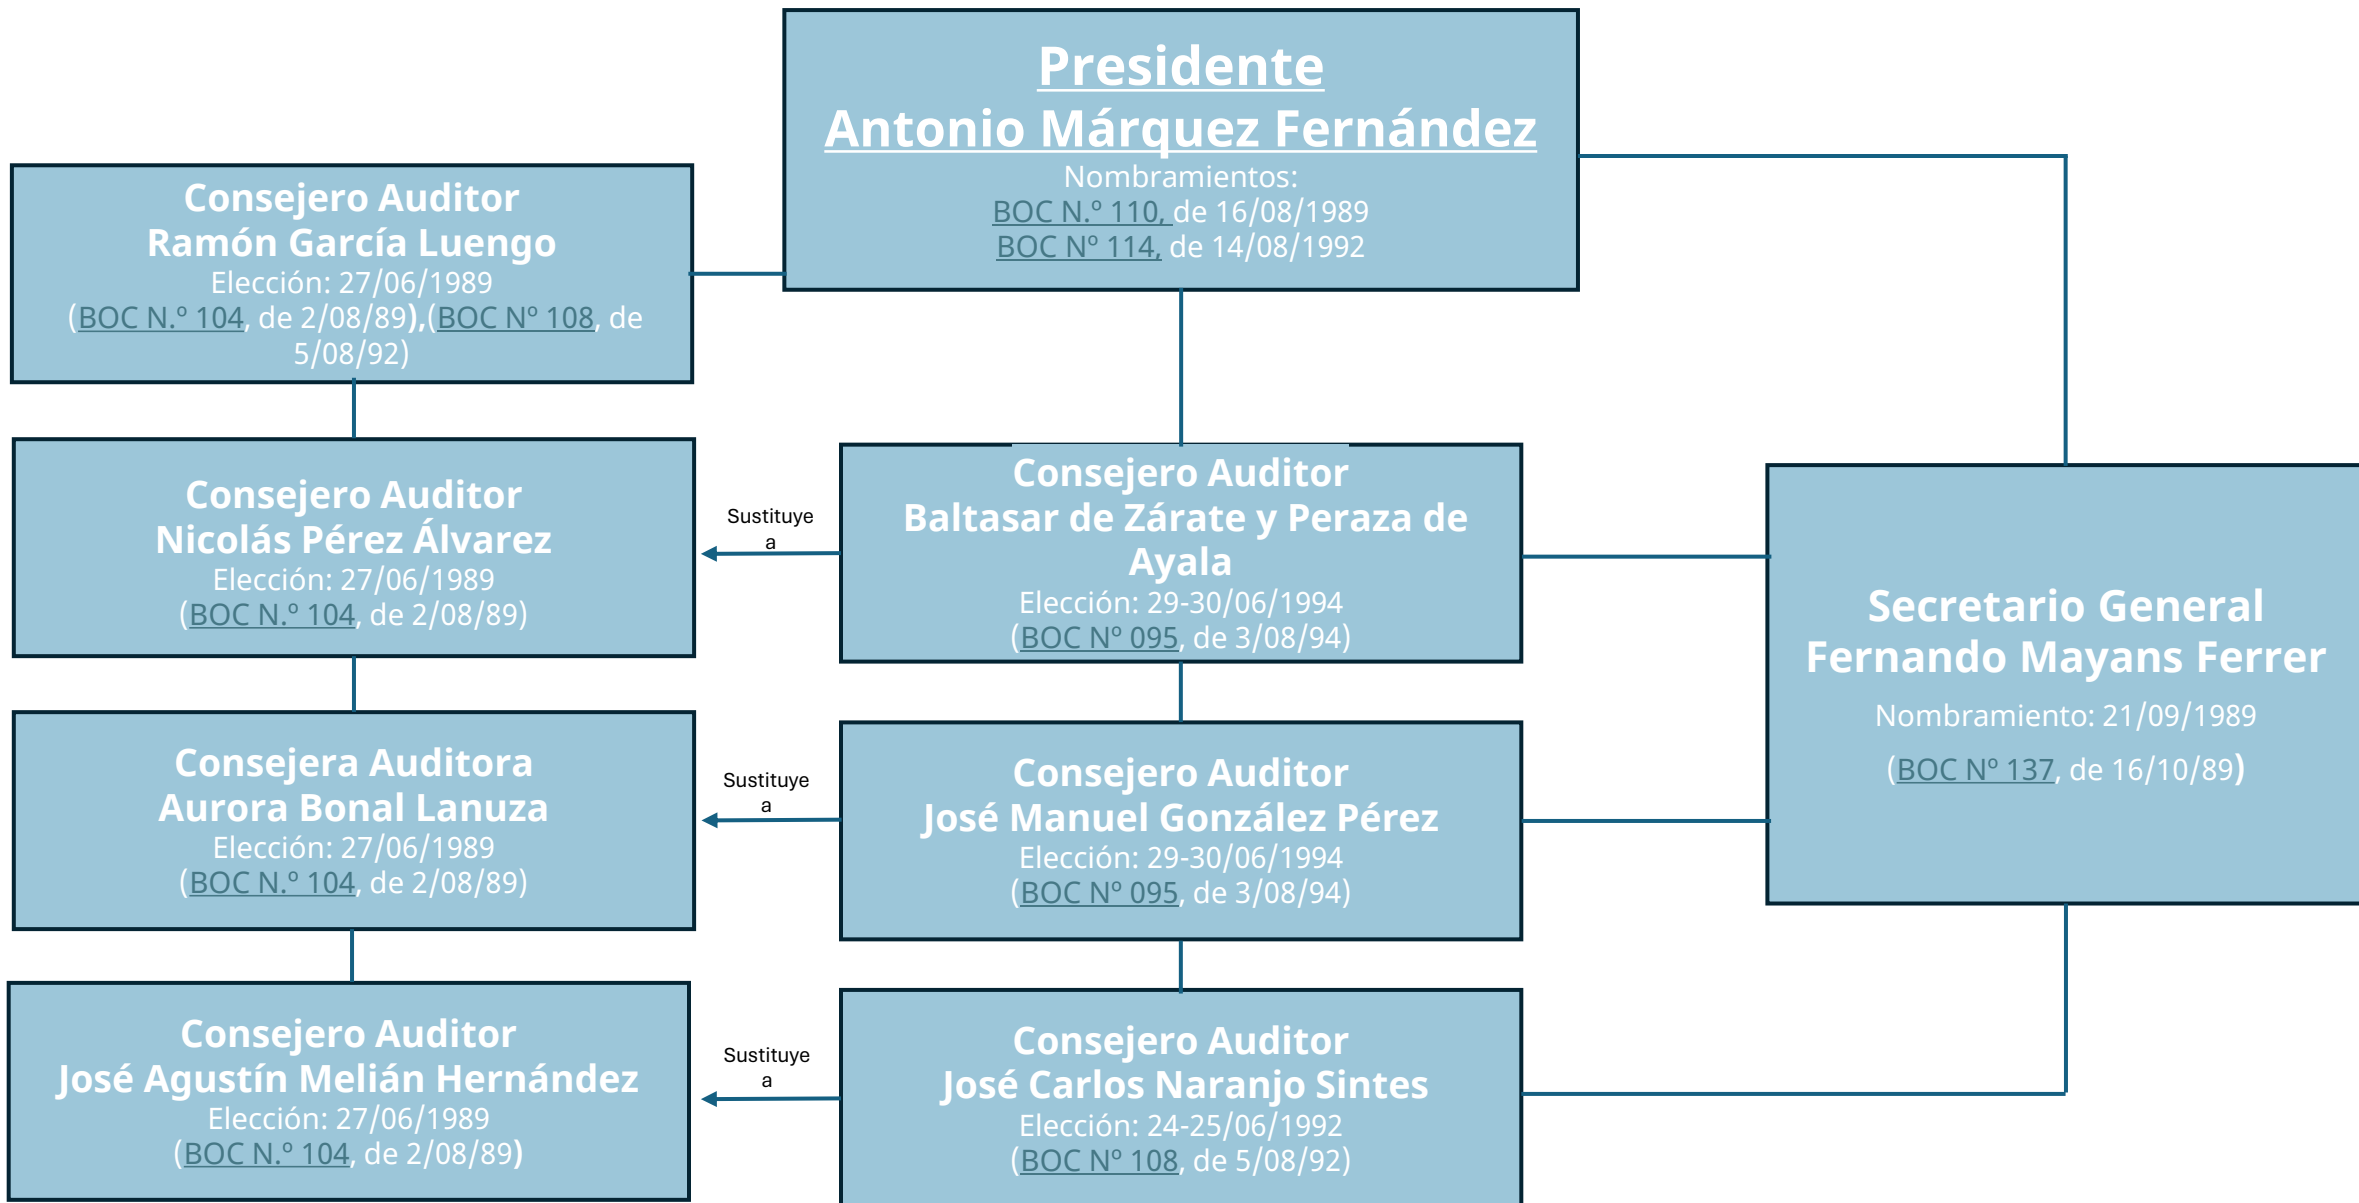 Presidente
Antonio Márquez Fernández
Nombramientos:
BOC N.º 110, de 16/08/1989
BOC Nº 114, de 14/08/1992
Consejero Auditor
Ramón García Luengo
Elección: 27/06/1989
(BOC N.º 104, de 2/08/89),(BOC Nº 108, de
5/08/92)
Consejero Auditor
Nicolás Pérez Álvarez
Elección: 27/06/1989
(BOC N.º 104, de 2/08/89)
Sustituye
a
Consejero Auditor
Baltasar de Zárate y Peraza de
Ayala
Elección: 29-30/06/1994
(BOC Nº 095, de 3/08/94)
Secretario General
Fernando Mayans Ferrer
Nombramiento: 21/09/1989
(BOC Nº 137, de 16/10/89)
Consejera Auditora
Aurora Bonal Lanuza
Elección: 27/06/1989
(BOC N.º 104, de 2/08/89)
Sustituye
a
Consejero Auditor
José Manuel González Pérez
Elección: 29-30/06/1994
(BOC Nº 095, de 3/08/94)
Consejero Auditor
José Agustín Melián Hernández
Elección: 27/06/1989
(BOC N.º 104, de 2/08/89)
Sustituye
a
Consejero Auditor
José Carlos Naranjo Sintes
Elección: 24-25/06/1992
(BOC Nº 108, de 5/08/92)